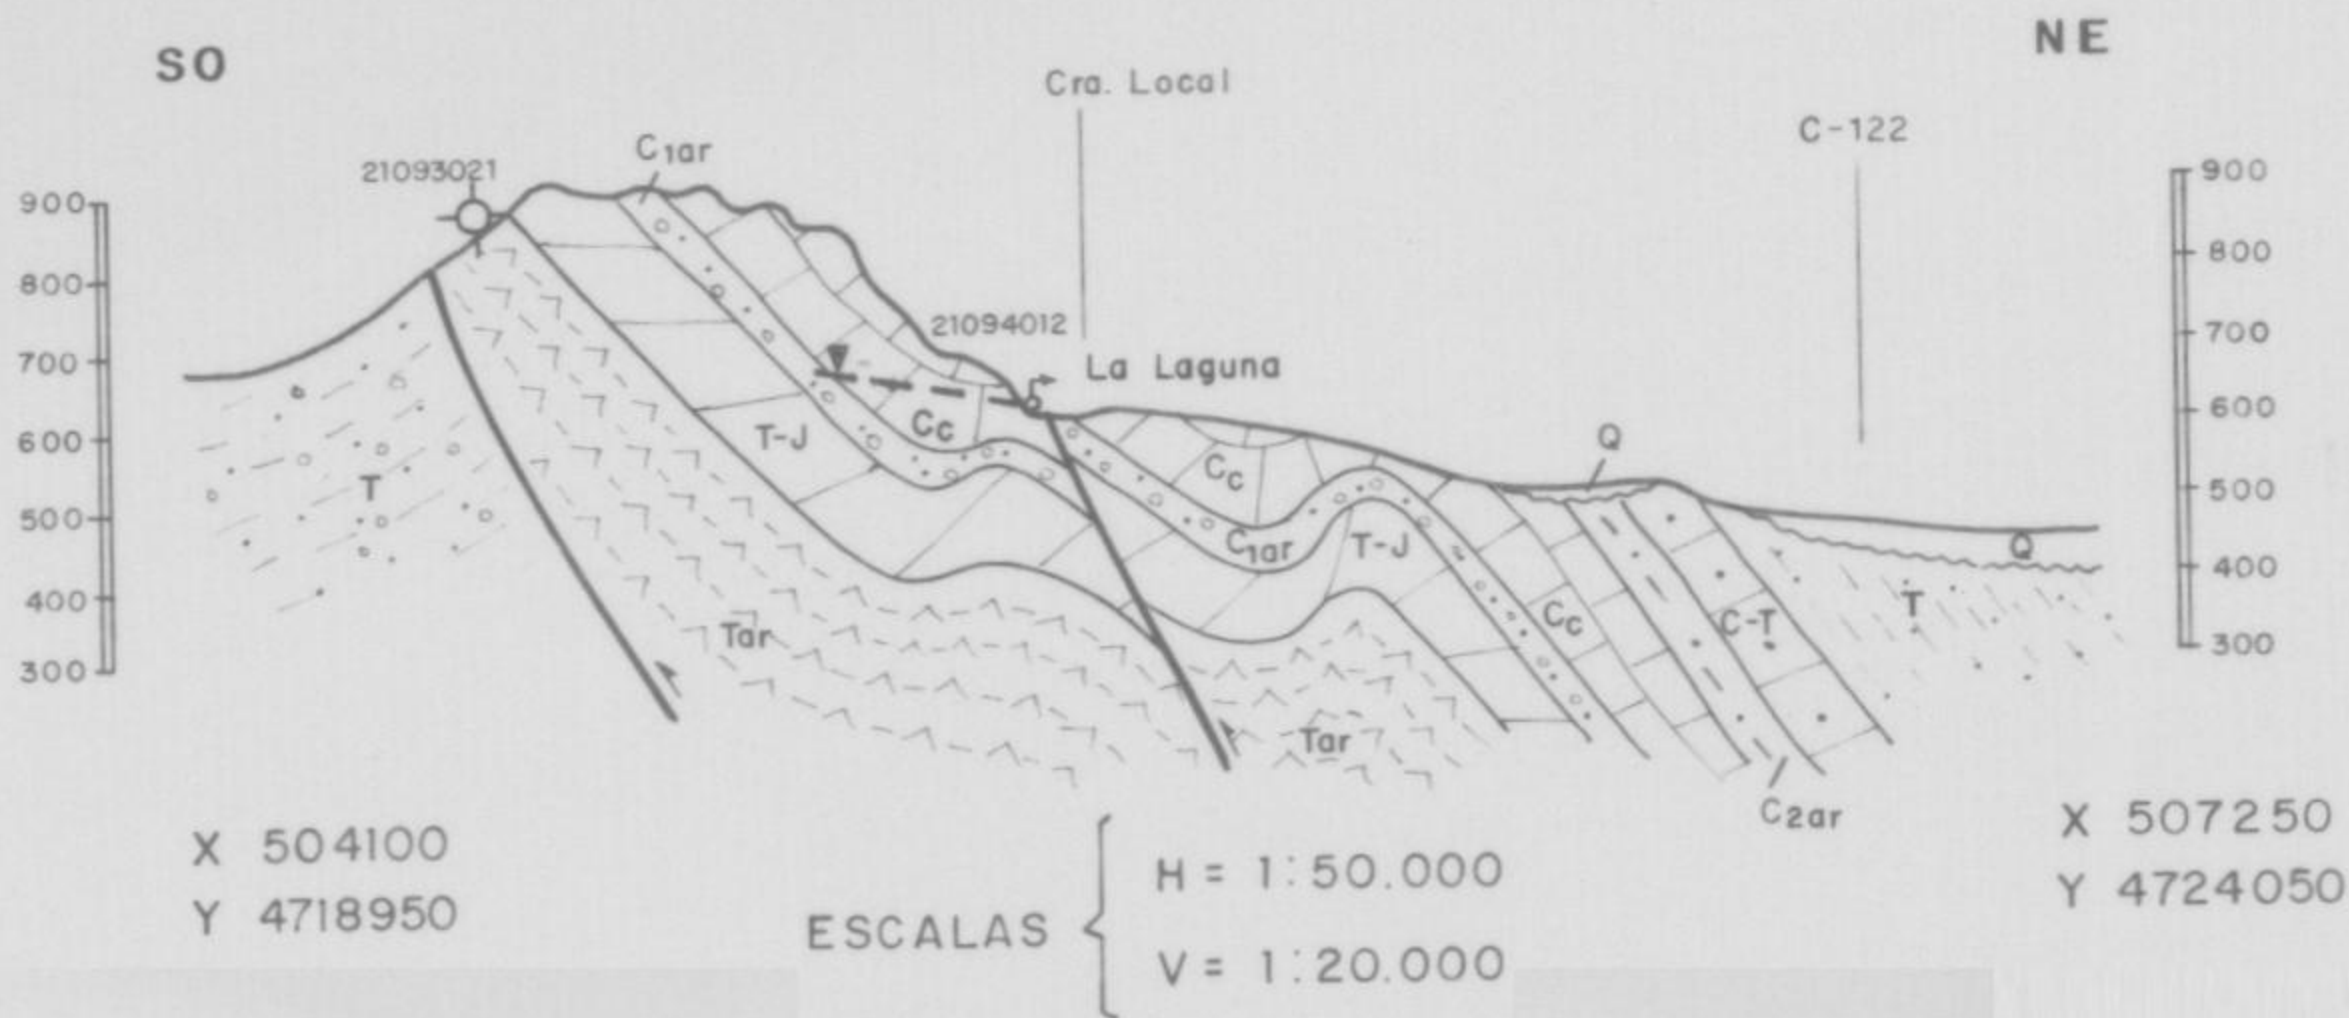 SO
NE
Cra. Local
C-122
C1ar
21093021
900
800
700
600
500
400
300
900
800
700
600
500
400
300
21094012
La Laguna
Cc
T-J
T
Q
Cc
C1ar
T-J
Q
Cc
C-T
T
Tar
Tar
C2ar
X 504100
Y 4718950
ESCALAS
H = 1:50.000
V = 1:20.000
X 507250
Y 4724050